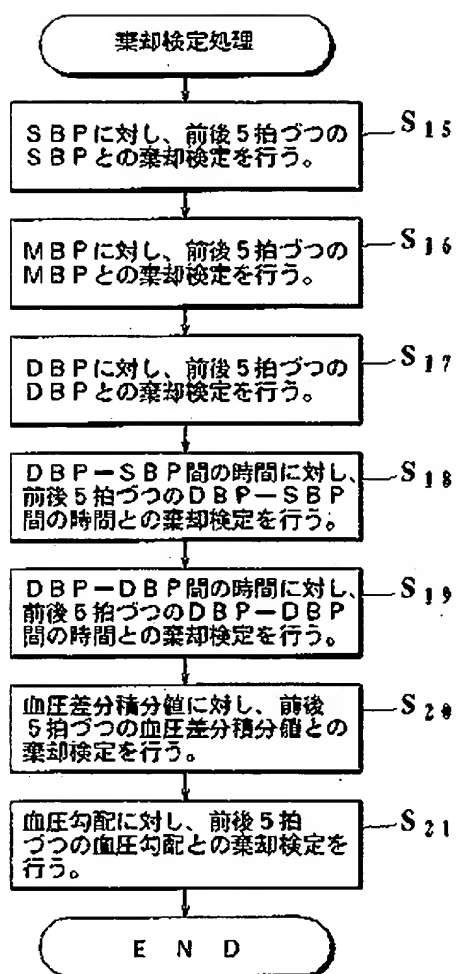 棄却検定処理
SBPに対し、前後5拍づつの
SBPとの棄却検定を行う。
S15
MBPに対し、前後5拍づつの
MBPとの棄却検定を行う。
S16
DBPに対し、前後5拍づつの
DBPとの棄却検定を行う。
S17
DBP－SBP間の時間に対し、
前後5拍づつのDBP－SBP
間の時間との棄却検定を行う。
S18
DBP－DBP間の時間に対し、
前後5拍づつのDBP－DBP
間の時間との棄却検定を行う。
S19
血圧差分積分値に対し、前後
5拍づつの血圧差分積分値との
棄却検定を行う。
S20
血圧勾配に対し、前後5拍
づつの血圧勾配との棄却検定を
行う。
S21
END